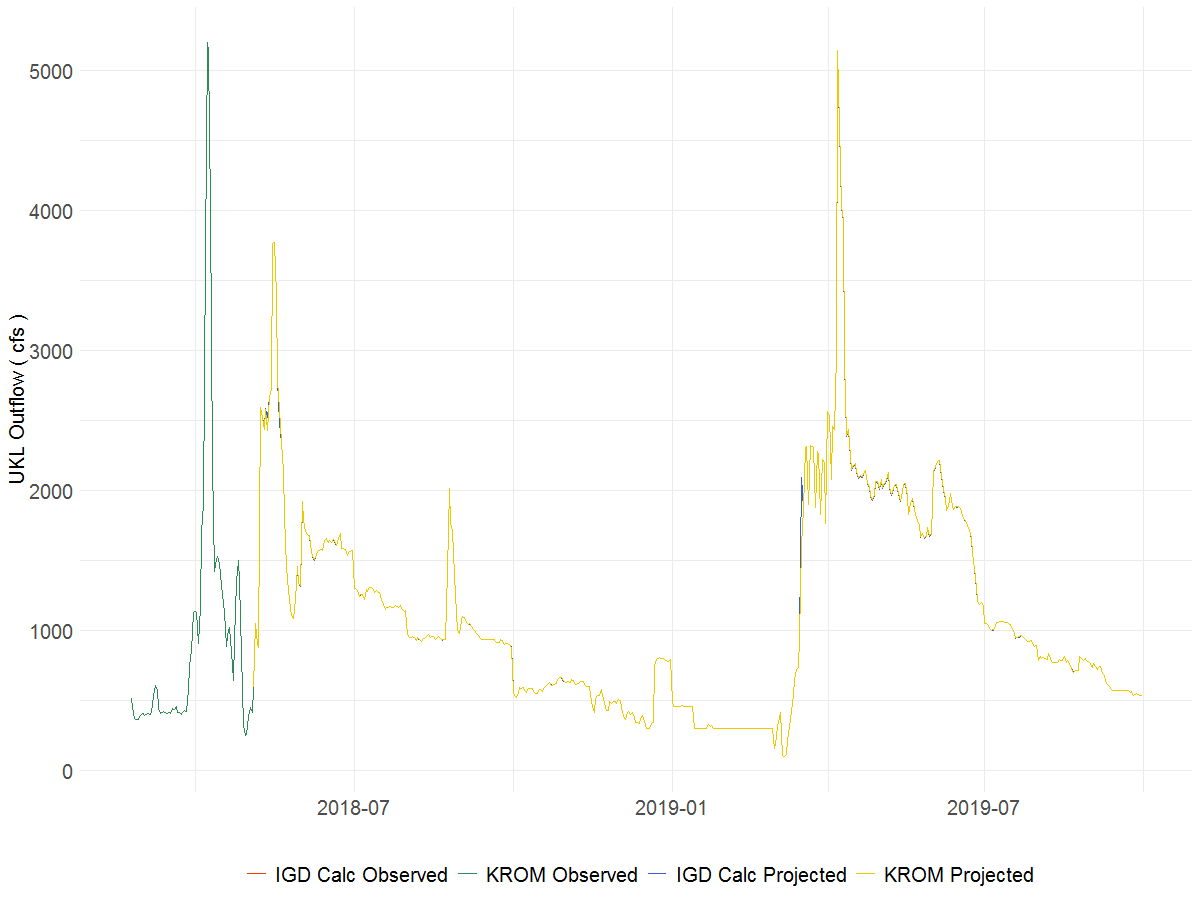 5000
4000
3000
2000
1000
0
UKL Outflow ( cfs )
2018-07 2019-01 2019-07
IGD Calc Observed KROM Observed IGD Calc Projected KROM Projected